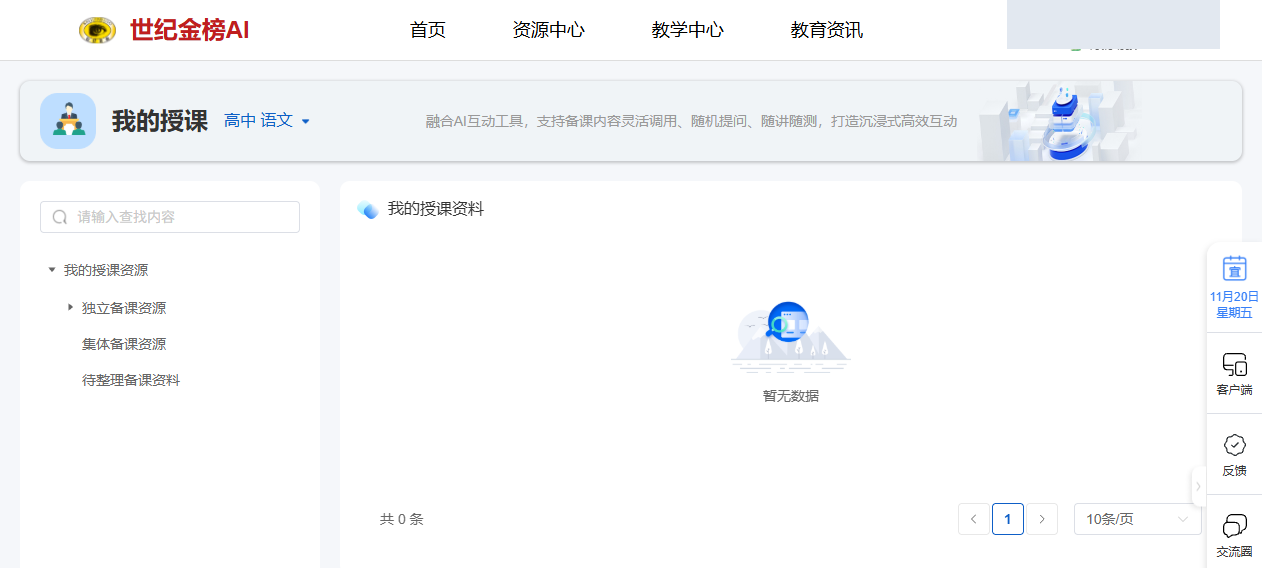 世纪金榜AI
首页
资源中心
教学中心
教育资讯
我的授课
高中 语文
融合AI互动工具，支持备课内容灵活调用、随机提问、随讲随测，打造沉浸式高效互动
请输入查找内容
我的授课资源
独立备课资源
集体备课资源
待整理备课资料
我的授课资料
暂无数据
共 0 条
1
10条/页
宜
11月20日
星期五
客户端
反馈
交流圈